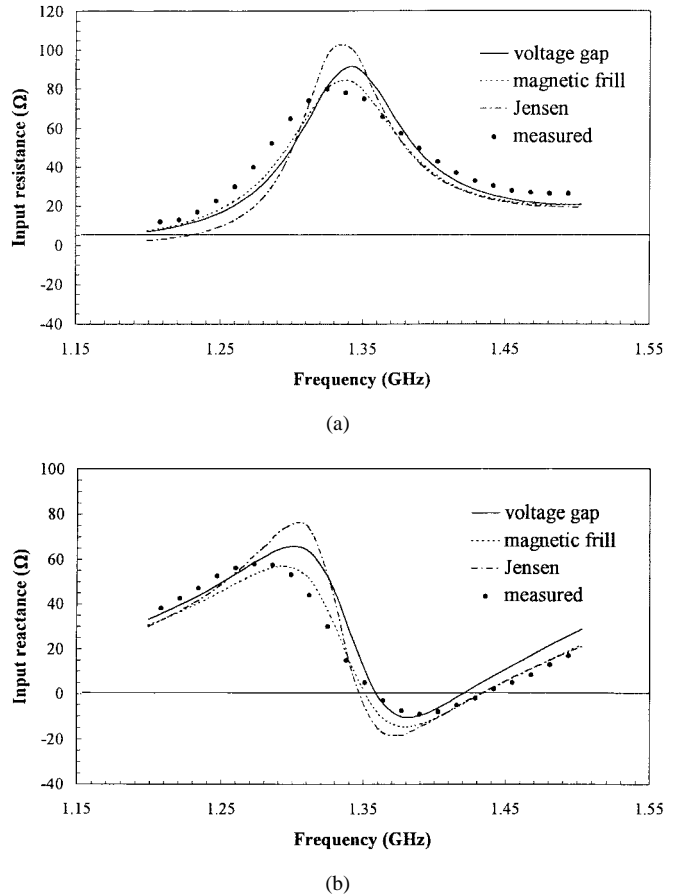 120
100
80
60
40
20
0
-20
-40
Input resistance (Ω)
voltage gap
magnetic frill
Jensen
measured
1.15
1.25
1.35
1.45
1.55
Frequency (GHz)
(a)
100
80
60
40
20
0
-20
-40
Input reactance (Ω)
voltage gap
magnetic frill
Jensen
measured
1.15
1.25
1.35
1.45
1.55
Frequency (GHz)
(b)